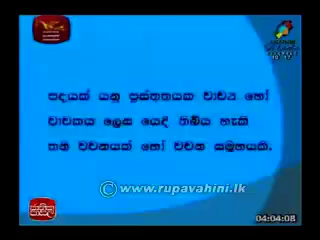 පදයක් යනු ප්‍රස්තුතයක වාච්‍ය හෝ
වාචකය ලෙස යෙදී තිබිය හැකි
තනි වචනයක් හෝ වචන සමූහයකි.
© www.rupavahini.lk
04:04:08